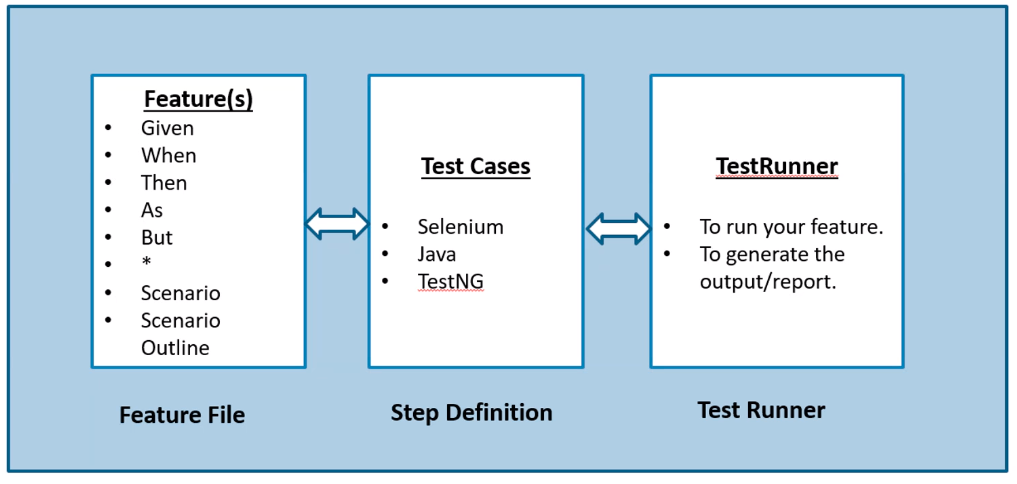 Feature(s)
• Given
• When
• Then
• As
• But
• *
• Scenario
• Scenario
Outline
Feature File
Test Cases
• Selenium
• Java
• TestNG
Step Definition
TestRunner
• To run your feature.
• To generate the
output/report.
Test Runner